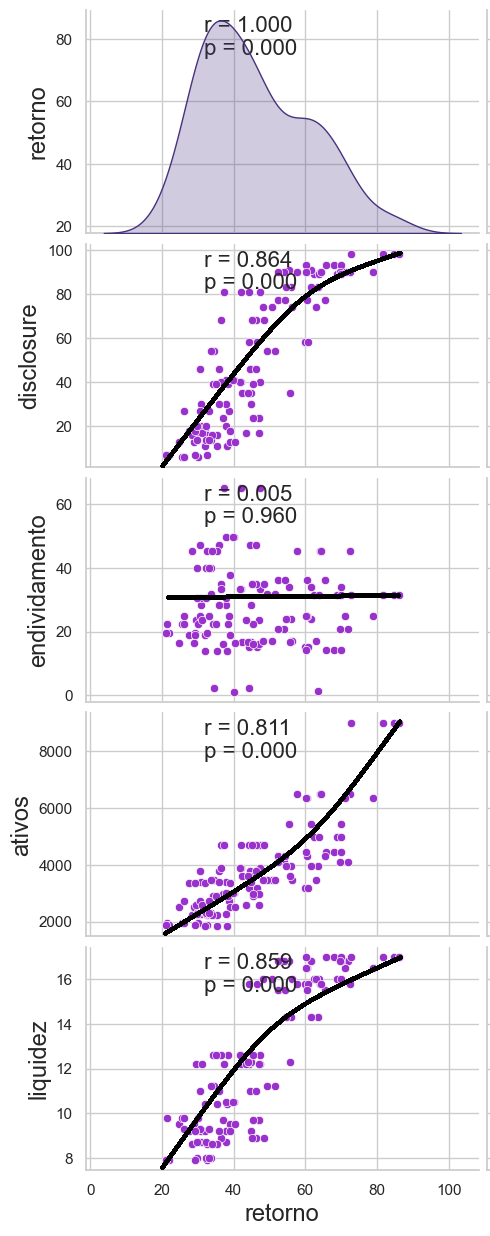 r = 1.000
p = 0.000
80
60
40
20
retorno
r = 0.864
p = 0.000
100
80
60
40
20
disclosure
r = 0.005
p = 0.960
60
40
20
0
endividamento
r = 0.811
p = 0.000
8000
6000
4000
2000
ativos
r = 0.859
p = 0.000
16
14
12
10
8
liquidez
0 20 40 60 80 100
retorno